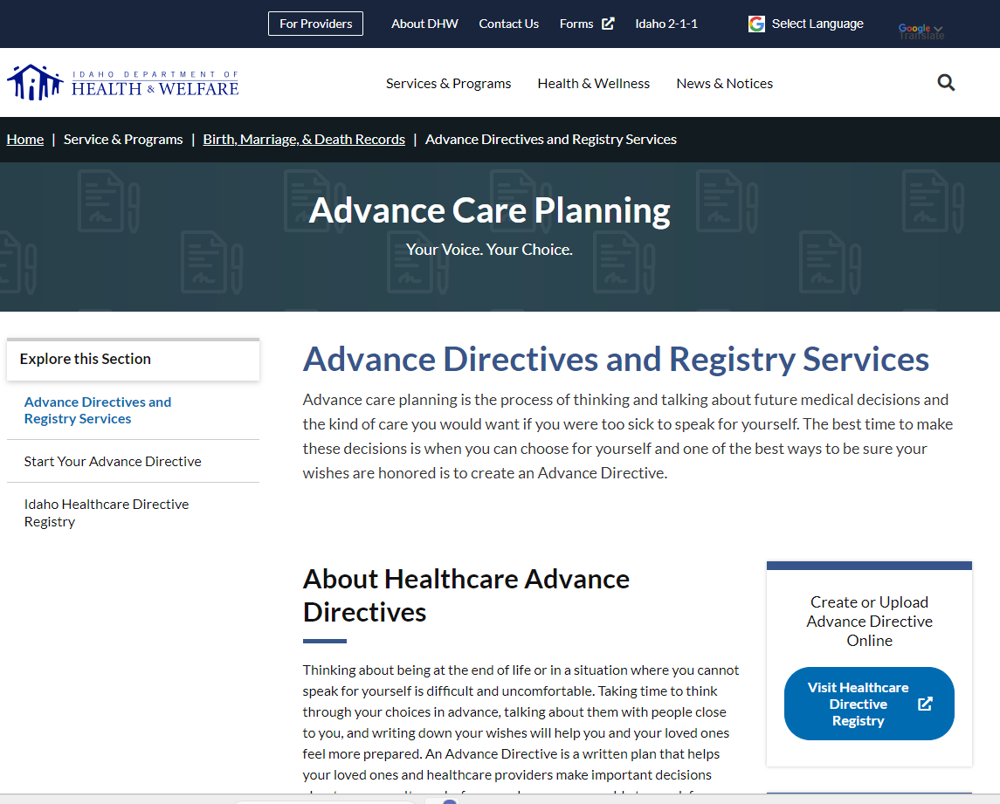 For Providers About DHW Contact Us Forms Idaho 2-1-1 Select Language Google Translate
IDAHO DEPARTMENT OF
HEALTH & WELFARE
Services & Programs Health & Wellness News & Notices
Home | Service & Programs | Birth, Marriage, & Death Records | Advance Directives and Registry Services
Advance Care Planning
Your Voice. Your Choice.
Explore this Section
Advance Directives and
Registry Services
Start Your Advance Directive
Idaho Healthcare Directive
Registry
Advance Directives and Registry Services
Advance care planning is the process of thinking and talking about future medical decisions and
the kind of care you would want if you were too sick to speak for yourself. The best time to make
these decisions is when you can choose for yourself and one of the best ways to be sure your
wishes are honored is to create an Advance Directive.
About Healthcare Advance
Directives
Thinking about being at the end of life or in a situation where you cannot
speak for yourself is difficult and uncomfortable. Taking time to think
through your choices in advance, talking about them with people close
to you, and writing down your wishes will help you and your loved ones
feel more prepared. An Advance Directive is a written plan that helps
your loved ones and healthcare providers make important decisions
Create or Upload
Advance Directive
Online
Visit Healthcare
Directive
Registry